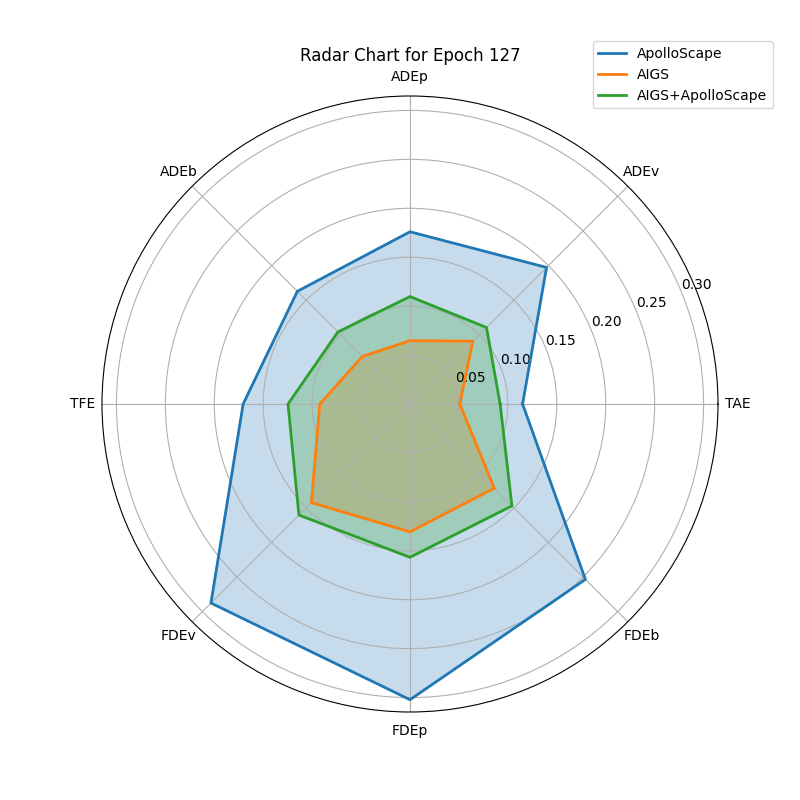 Radar Chart for Epoch 127
ApolloScape
AIGS
AIGS+ApolloScape
ADEp
ADEb
ADEv
0.30
0.25
0.20
0.15
0.10
0.05
TFE
TAE
FDEv
FDEb
FDEp